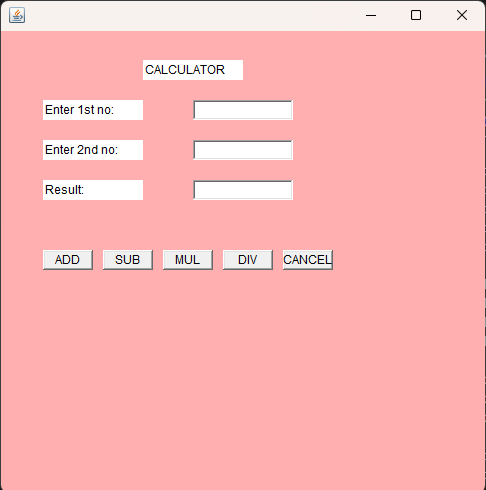 CALCULATOR
Enter 1st no:
Enter 2nd no:
Result:
ADD SUB MUL DIV CANCEL